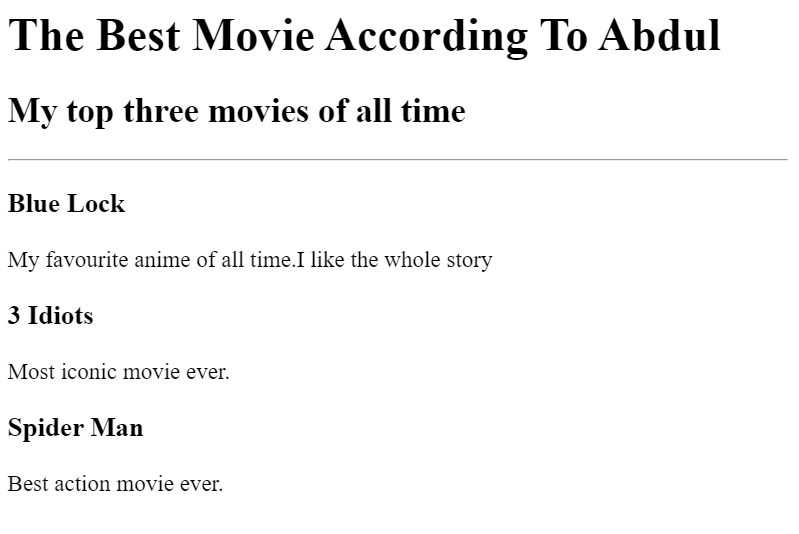 The Best Movie According To Abdul
My top three movies of all time
Blue Lock
My favourite anime of all time.I like the whole story
3 Idiots
Most iconic movie ever.
Spider Man
Best action movie ever.